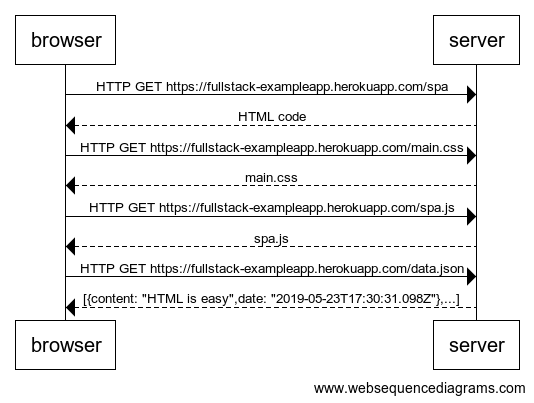 browser
server
HTTP GET https://fullstack-exampleapp.herokuapp.com/spa
HTML code
HTTP GET https://fullstack-exampleapp.herokuapp.com/main.css
main.css
HTTP GET https://fullstack-exampleapp.herokuapp.com/spa.js
spa.js
HTTP GET https://fullstack-exampleapp.herokuapp.com/data.json
[{content: "HTML is easy",date: "2019-05-23T17:30:31.098Z"},...]
browser
server
www.websequencediagrams.com